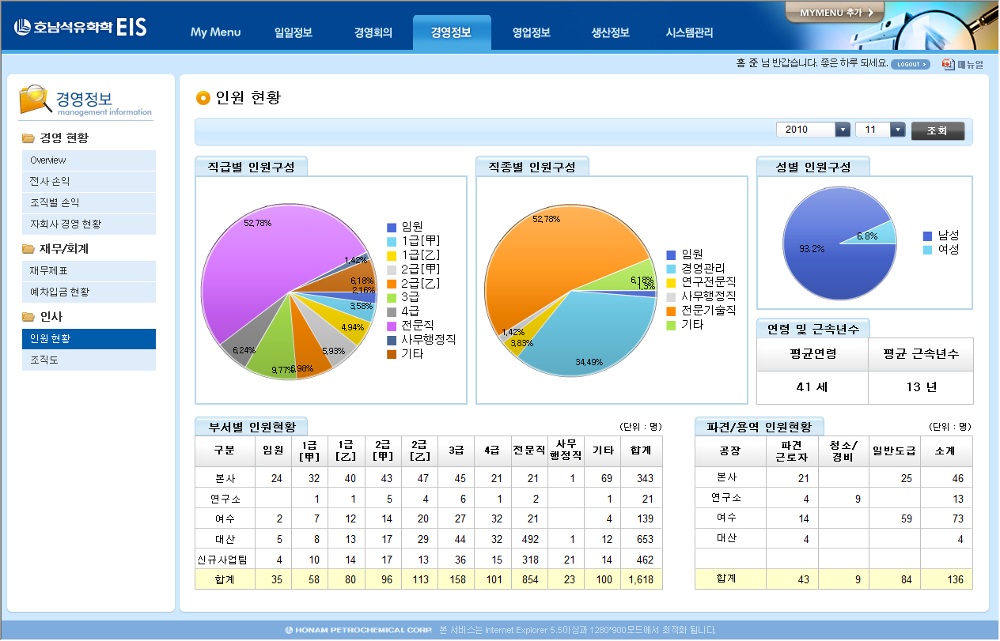 호남석유화학 EIS
My Menu 일일정보 경영회의 경영정보 영업정보 생산정보 시스템관리
MYMENU 추가
홍 준 님 반갑습니다. 좋은 하루 되세요. LOGOUT 매뉴얼
경영정보
management information
경영 현황
Overview
전사 손익
조직별 손익
자회사 경영 현황
재무/회계
재무제표
예차입금 현황
인사
인원 현황
조직도
인원 현황
2010 11 조회
직급별 인원구성
52,78%
1,42%
6,18%
2,16%
3,58%
4,94%
5,93%
6,98%
9,77%
6,24%
임원
1급[甲]
1급[乙]
2급[甲]
2급[乙]
3급
4급
전문직
사무행정직
기타
직종별 인원구성
52,78%
6,18%
1,3%
1,42%
3,83%
34,49%
임원
경영관리
연구전문직
사무행정직
전문기술직
기타
성별 인원구성
6.8%
93.2%
남성
여성
연령 및 근속년수
평균연령 평균 근속년수
41 세 13 년
부서별 인원현황 (단위 : 명)
구분 임원 1급[甲] 1급[乙] 2급[甲] 2급[乙] 3급 4급 전문직 사무행정직 기타 합계
본사 24 32 40 43 47 45 21 21 1 69 343
연구소 1 1 5 4 6 1 2 1 21
여수 2 7 12 14 20 27 32 21 4 139
대산 5 8 13 17 29 44 32 492 1 12 653
신규사업팀 4 10 14 17 13 36 15 318 21 14 462
합계 35 58 80 96 113 158 101 854 23 100 1,618
파견/용역 인원현황 (단위 : 명)
공장 파견근로자 청소/경비 일반도급 소계
본사 21 25 46
연구소 4 9 13
여수 14 59 73
대산 4 4
합계 43 9 84 136
HONAM PETROCHEMICAL CORP. 본 서비스는 Internet Explorer 5.5이상과 1280*900모드에서 최적화 됩니다.